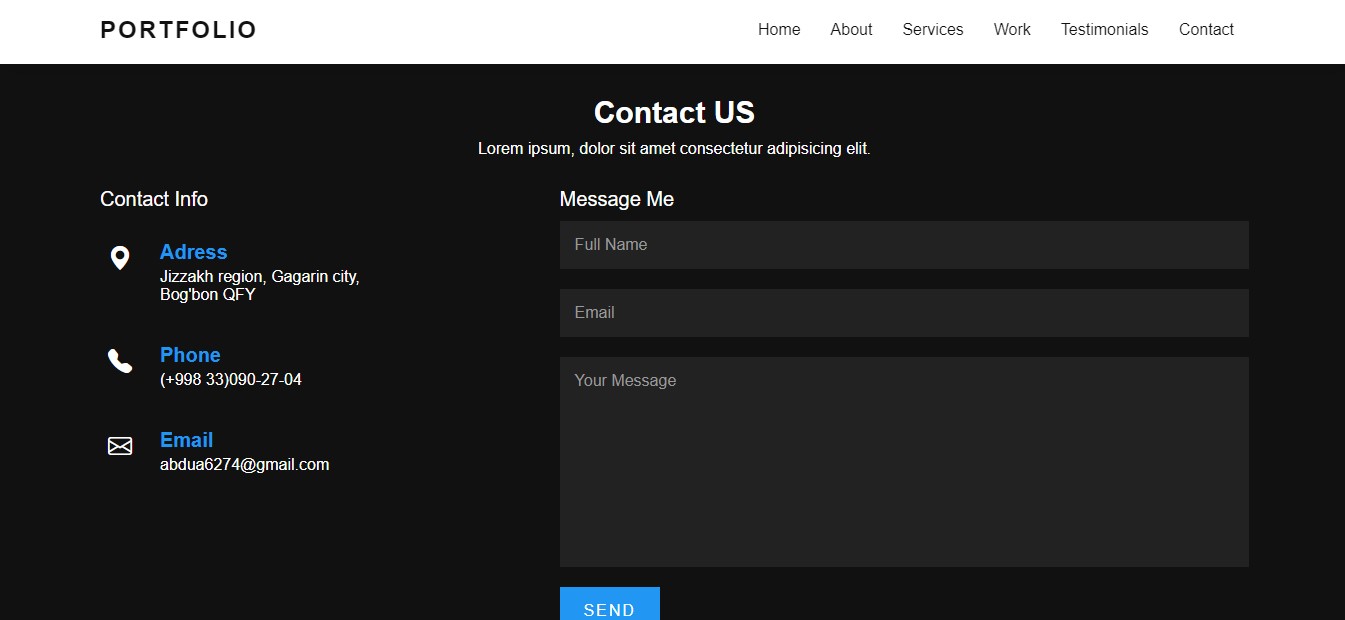 PORTFOLIO
Home About Services Work Testimonials Contact
Contact US
Lorem ipsum, dolor sit amet consectetur adipisicing elit.
Contact Info
Adress
Jizzakh region, Gagarin city,
Bog'bon QFY
Phone
(+998 33)090-27-04
Email
abdua6274@gmail.com
Message Me
Full Name
Email
Your Message
SEND